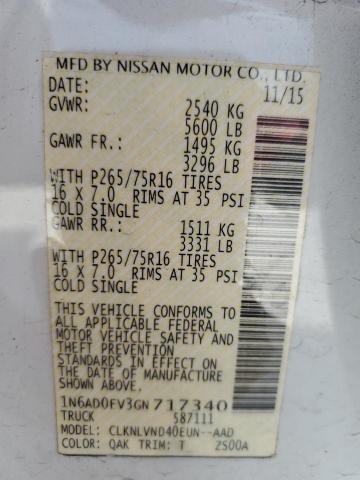 MFD BY NISSAN MOTOR CO., LTD.
DATE: 11/15
GVWR: 2540 KG
5600 LB
GAWR FR.: 1495 KG
3296 LB
WITH P265/75R16 TIRES
16 X 7.0 RIMS AT 35 PSI
COLD SINGLE
GAWR RR.: 1511 KG
3331 LB
WITH P265/75R16 TIRES
16 X 7.0 RIMS AT 35 PSI
COLD SINGLE
THIS VEHICLE CONFORMS TO
ALL APPLICABLE FEDERAL
MOTOR VEHICLE SAFETY AND
THEFT PREVENTION
STANDARDS IN EFFECT ON
THE DATE OF MANUFACTURE
SHOWN ABOVE.
1N6AD0EV3GN717340
TRUCK 587111
MODEL: CLKNLVND40EUN--AAD
COLOR: QAK TRIM: T ZS00A